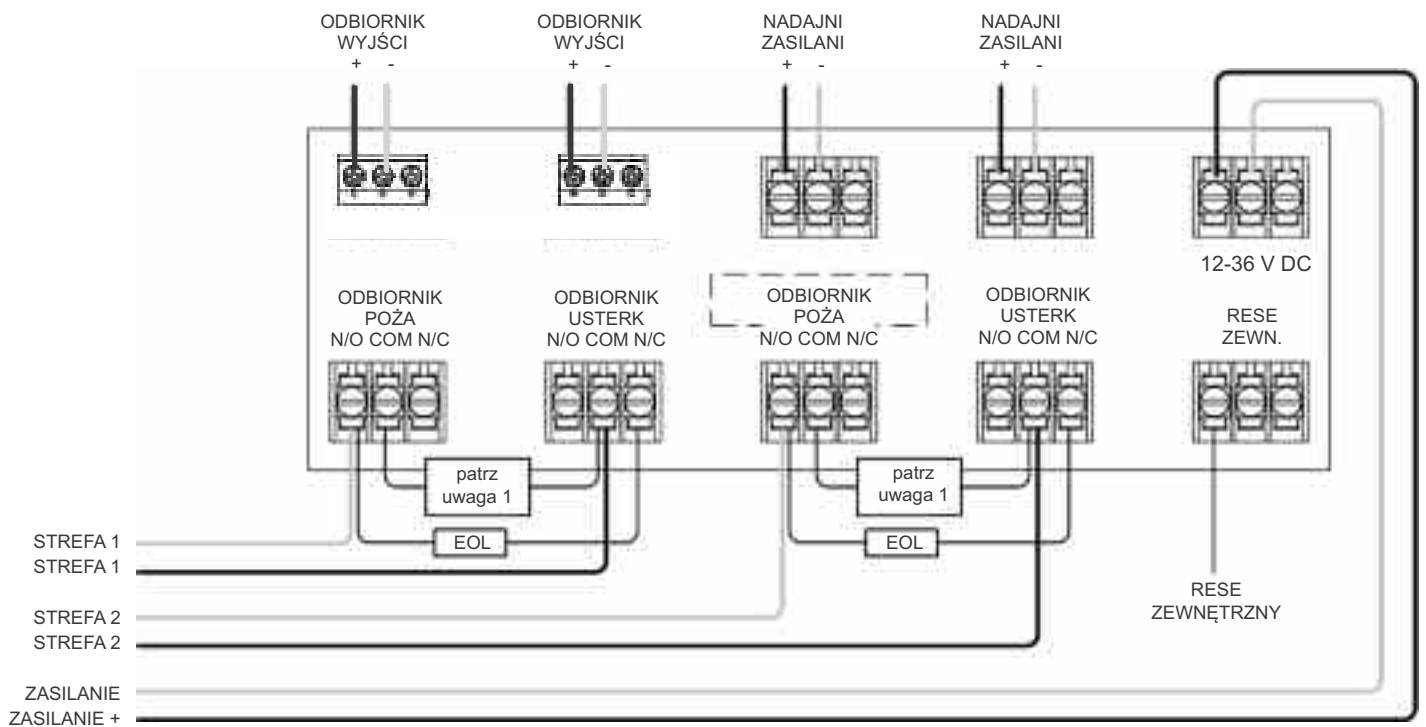 ODBIORNIK
WYJŚCI
+ -
ODBIORNIK
WYJŚCI
+ -
NADAJNI
ZASILANI
+ -
NADAJNI
ZASILANI
+ -
12-36 V DC
ODBIORNIK
POŻA
N/O COM N/C
ODBIORNIK
USTERK
N/O COM N/C
ODBIORNIK
POŻA
N/O COM N/C
ODBIORNIK
USTERK
N/O COM N/C
RESE
ZEWN.
patrz
uwaga 1
EOL
patrz
uwaga 1
EOL
STREFA 1
STREFA 1
STREFA 2
STREFA 2
RESE
ZEWNĘTRZNY
ZASILANIE
ZASILANIE +